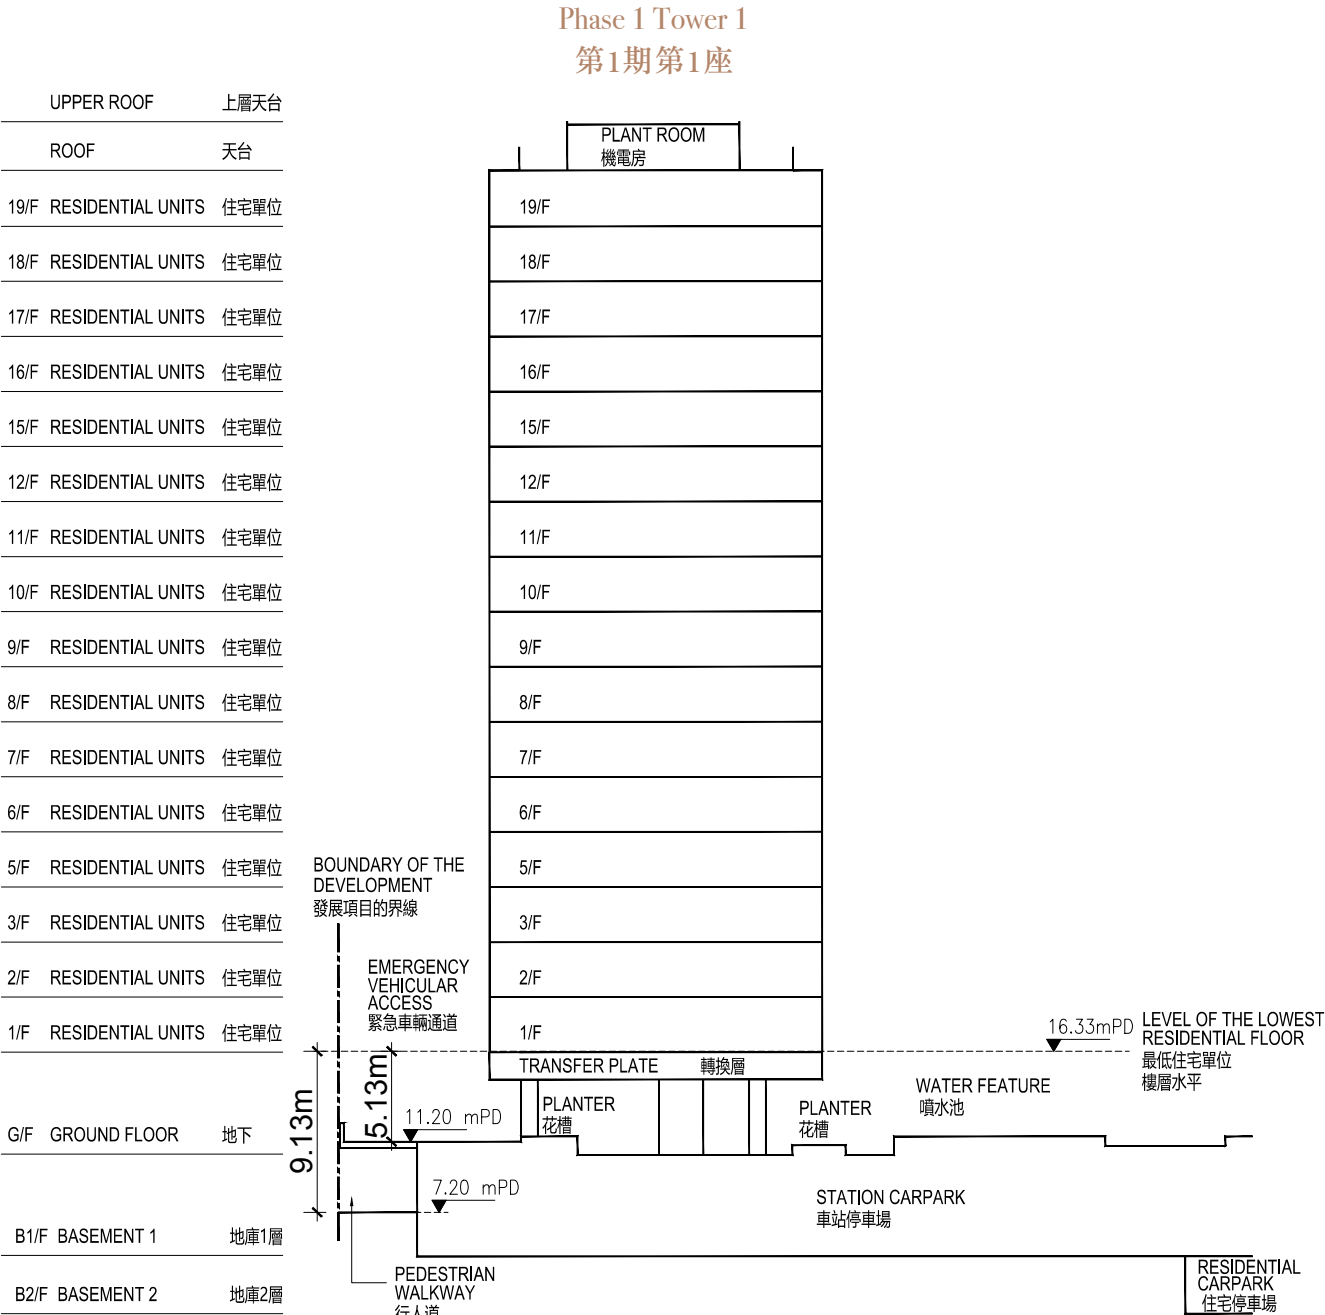 Phase 1 Tower 1
第1期第1座
UPPER ROOF 上層天台
ROOF 天台
19/F RESIDENTIAL UNITS 住宅單位
18/F RESIDENTIAL UNITS 住宅單位
17/F RESIDENTIAL UNITS 住宅單位
16/F RESIDENTIAL UNITS 住宅單位
15/F RESIDENTIAL UNITS 住宅單位
12/F RESIDENTIAL UNITS 住宅單位
11/F RESIDENTIAL UNITS 住宅單位
10/F RESIDENTIAL UNITS 住宅單位
9/F RESIDENTIAL UNITS 住宅單位
8/F RESIDENTIAL UNITS 住宅單位
7/F RESIDENTIAL UNITS 住宅單位
6/F RESIDENTIAL UNITS 住宅單位
5/F RESIDENTIAL UNITS 住宅單位
3/F RESIDENTIAL UNITS 住宅單位
2/F RESIDENTIAL UNITS 住宅單位
1/F RESIDENTIAL UNITS 住宅單位
G/F GROUND FLOOR 地下
B1/F BASEMENT 1 地庫1層
B2/F BASEMENT 2 地庫2層
PLANT ROOM
機電房
19/F
18/F
17/F
16/F
15/F
12/F
11/F
10/F
9/F
8/F
7/F
6/F
5/F
3/F
2/F
1/F
TRANSFER PLATE 轉換層
BOUNDARY OF THE
DEVELOPMENT
發展項目的界線
EMERGENCY
VEHICULAR
ACCESS
緊急車輛通道
9.13m
5.13m
11.20 mPD
7.20 mPD
PLANTER
花槽
PLANTER
花槽
WATER FEATURE
噴水池
16.33mPD
LEVEL OF THE LOWEST
RESIDENTIAL FLOOR
最低住宅單位
樓層水平
STATION CARPARK
車站停車場
PEDESTRIAN
WALKWAY
行人道
RESIDENTIAL
CARPARK
住宅停車場